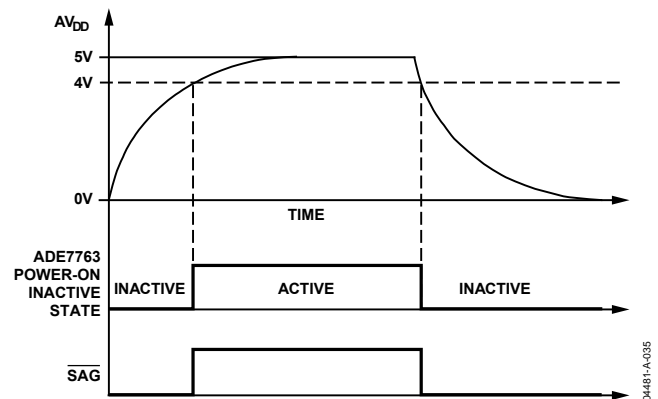 AVDD
5V
4V
0V
TIME
ADE7763
POWER-ON
INACTIVE
STATE
INACTIVE
ACTIVE
INACTIVE
SAG
04481-A-035